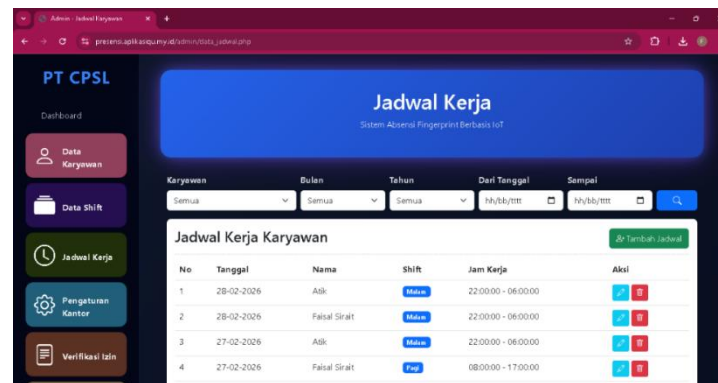 Admin - Jadwal Karyawan
presensi.aplikasiqu.my.id/admin/data_jadwal.php
PT CPSL
Dashboard
Data Karyawan
Data Shift
Jadwal Kerja
Pengaturan Kantor
Verifikasi Izin
Jadwal Kerja
Sistem Absensi Fingerprint Berbasis IoT
Karyawan Bulan Tahun Dari Tanggal Sampai
Semua Semua Semua hh/bb/tttt hh/bb/tttt
Jadwal Kerja Karyawan
Tambah Jadwal
No Tanggal Nama Shift Jam Kerja Aksi
1 28-02-2026 Atik Malam 22:00:00 - 06:00:00
2 28-02-2026 Faisal Sirait Malam 22:00:00 - 06:00:00
3 27-02-2026 Atik Malam 22:00:00 - 06:00:00
4 27-02-2026 Faisal Sirait Pagi 08:00:00 - 17:00:00